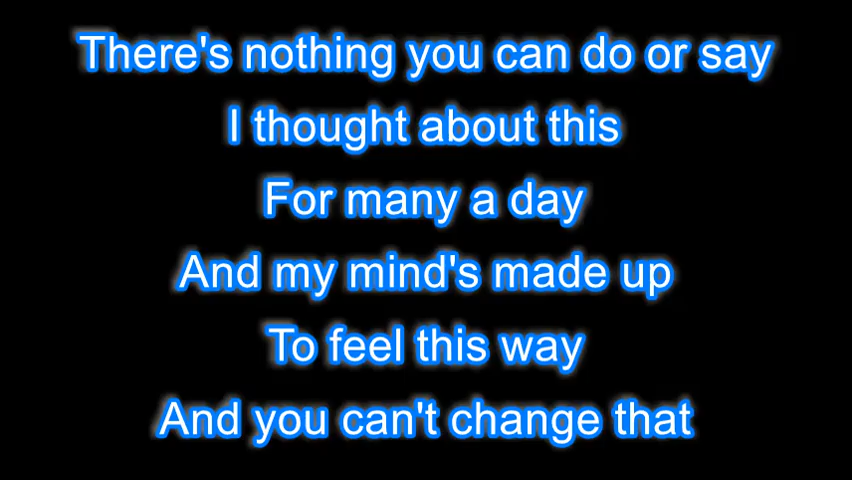 There's nothing you can do or say
I thought about this
For many a day
And my mind's made up
To feel this way
And you can't change that